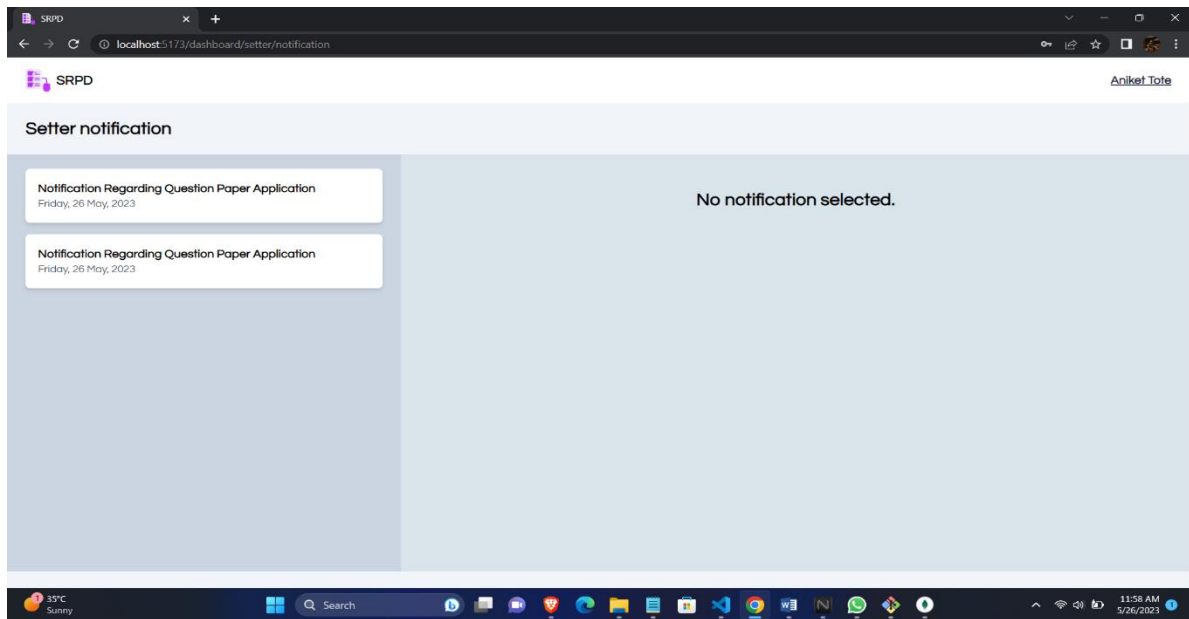 SRPD
localhost:5173/dashboard/setter/notification
SRPD
Aniket Tote
Setter notification
Notification Regarding Question Paper Application
Friday, 26 May, 2023
No notification selected.
Notification Regarding Question Paper Application
Friday, 26 May, 2023
1
35°C
Sunny
Search
11:58 AM
5/26/2023
1